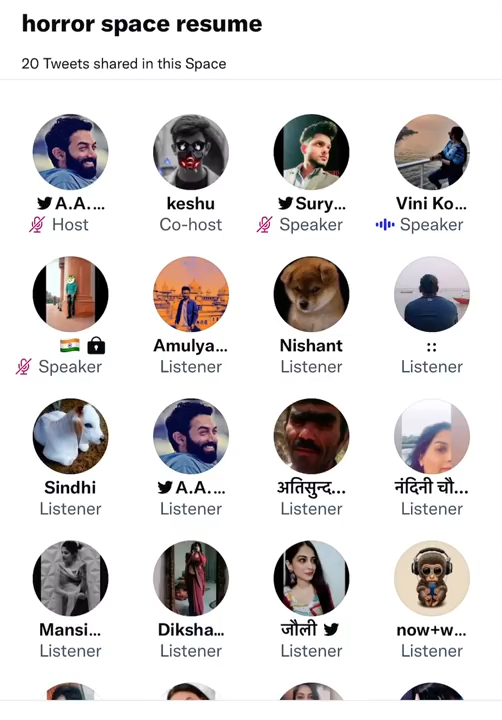 horror space resume
20 Tweets shared in this Space
A.A.... keshu Sury... Vini Ko...
Host Co-host Speaker Speaker
Amulya... Nishant ::
Speaker Listener Listener Listener
Sindhi A.A.... अतिसुन्द... नंदिनी चौ...
Listener Listener Listener Listener
Mansi... Diksha... जौली now+w...
Listener Listener Listener Listener